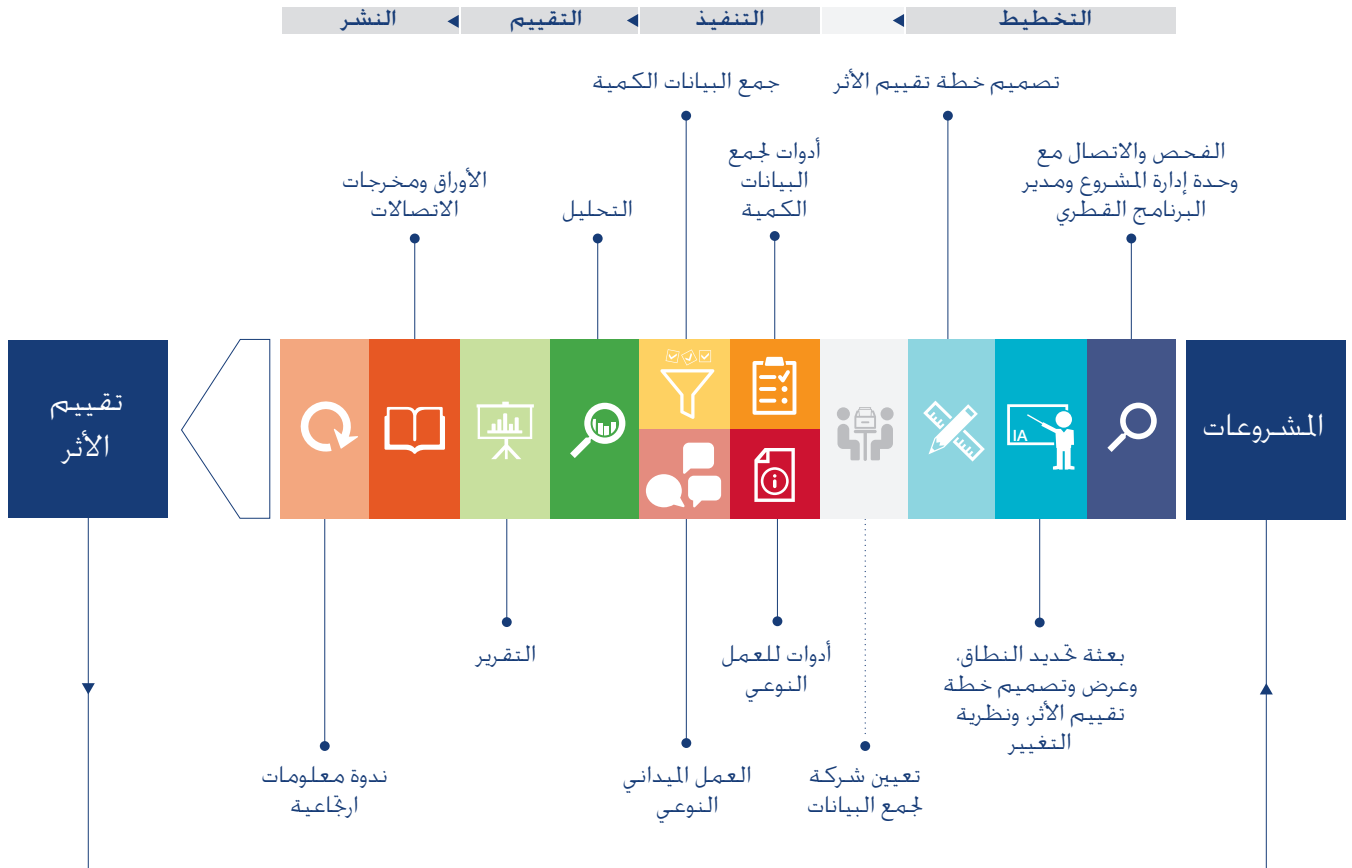 التخطيط
التنفيذ
التقييم
النشر
تصميم خطة تقييم الأثر
جمع البيانات الكمية
الفحص والاتصال مع
وحدة إدارة المشروع ومدير
البرنامج القطري
أدوات لجمع
البيانات
الكمية
التحليل
الأوراق ومخرجات
الاتصالات
المشروعات
IA
تقييم
الأثر
بعثة تحديد النطاق،
وعرض وتصميم خطة
تقييم الأثر، ونظرية
التغيير
أدوات للعمل
النوعي
التقرير
تعيين شركة
لجمع البيانات
العمل الميداني
النوعي
ندوة معلومات
ارتجاعية